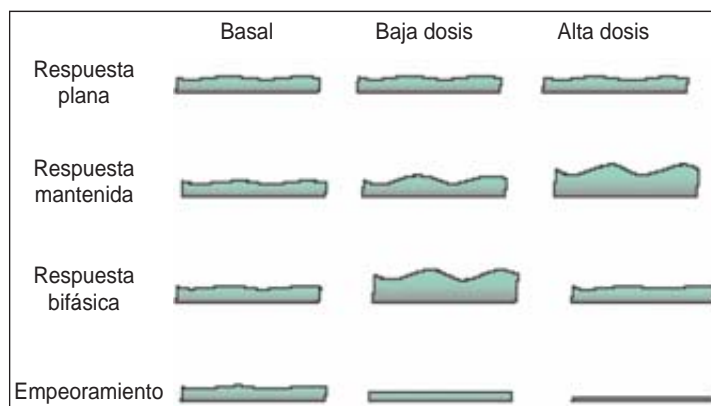 Basal Baja dosis Alta dosis
Respuesta
plana
Respuesta
mantenida
Respuesta
bifásica
Empeoramiento